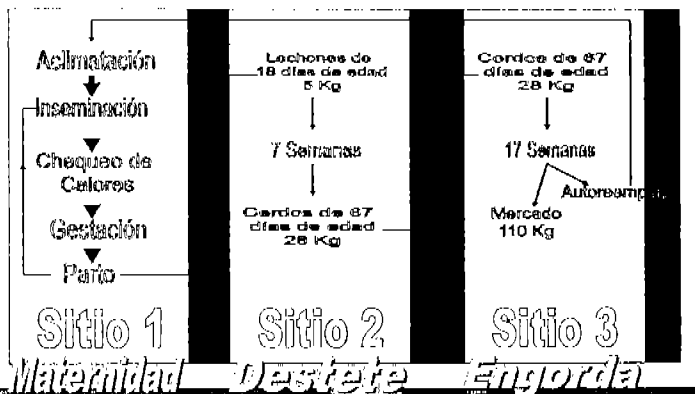 Aclimatación
Inseminación
Chequeo de
Calores
Gestación
Parto
Sitio 1
Maternidad
Lechones de
18 días de edad
5 Kg
7 Semanas
Cerdos de 67
días de edad
28 Kg
Sitio 2
Destete
Cerdos de 67
días de edad
28 Kg
17 Semanas
Autoreemp
Mercado
110 Kg
Sitio 3
Engorda